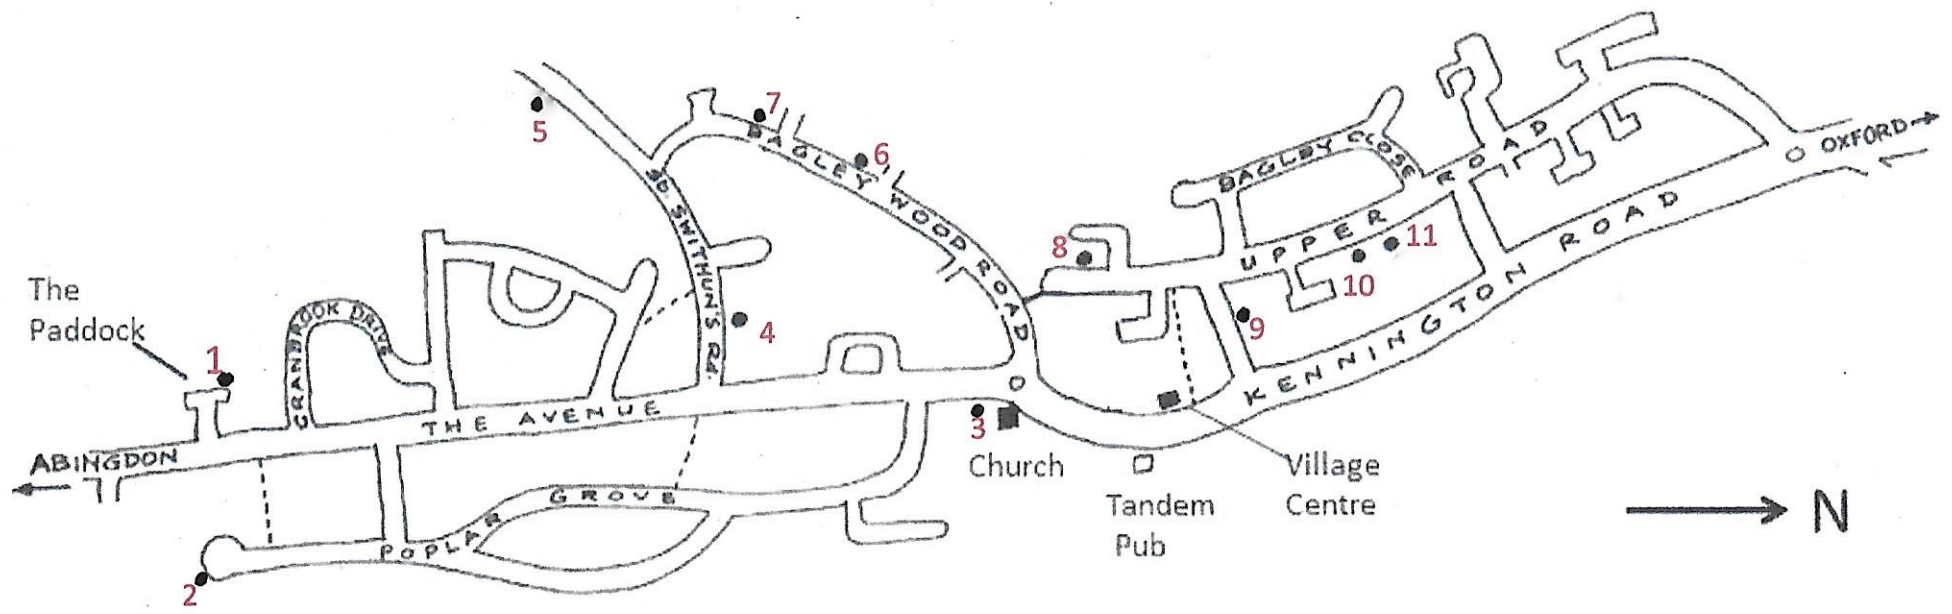 The
Paddock
1
CRANBROOK DRIVE
THE AVENUE
ABINGDON
2
POPLAR GROVE
5
7
BAGLEY WOOD ROAD
6
St. SWITHUN'S Rd.
4
3
Church
8
BAGLEY CLOSE
UPPER ROAD
11
10
9
KENNINGTON ROAD
OXFORD
Tandem
Pub
Village
Centre
N